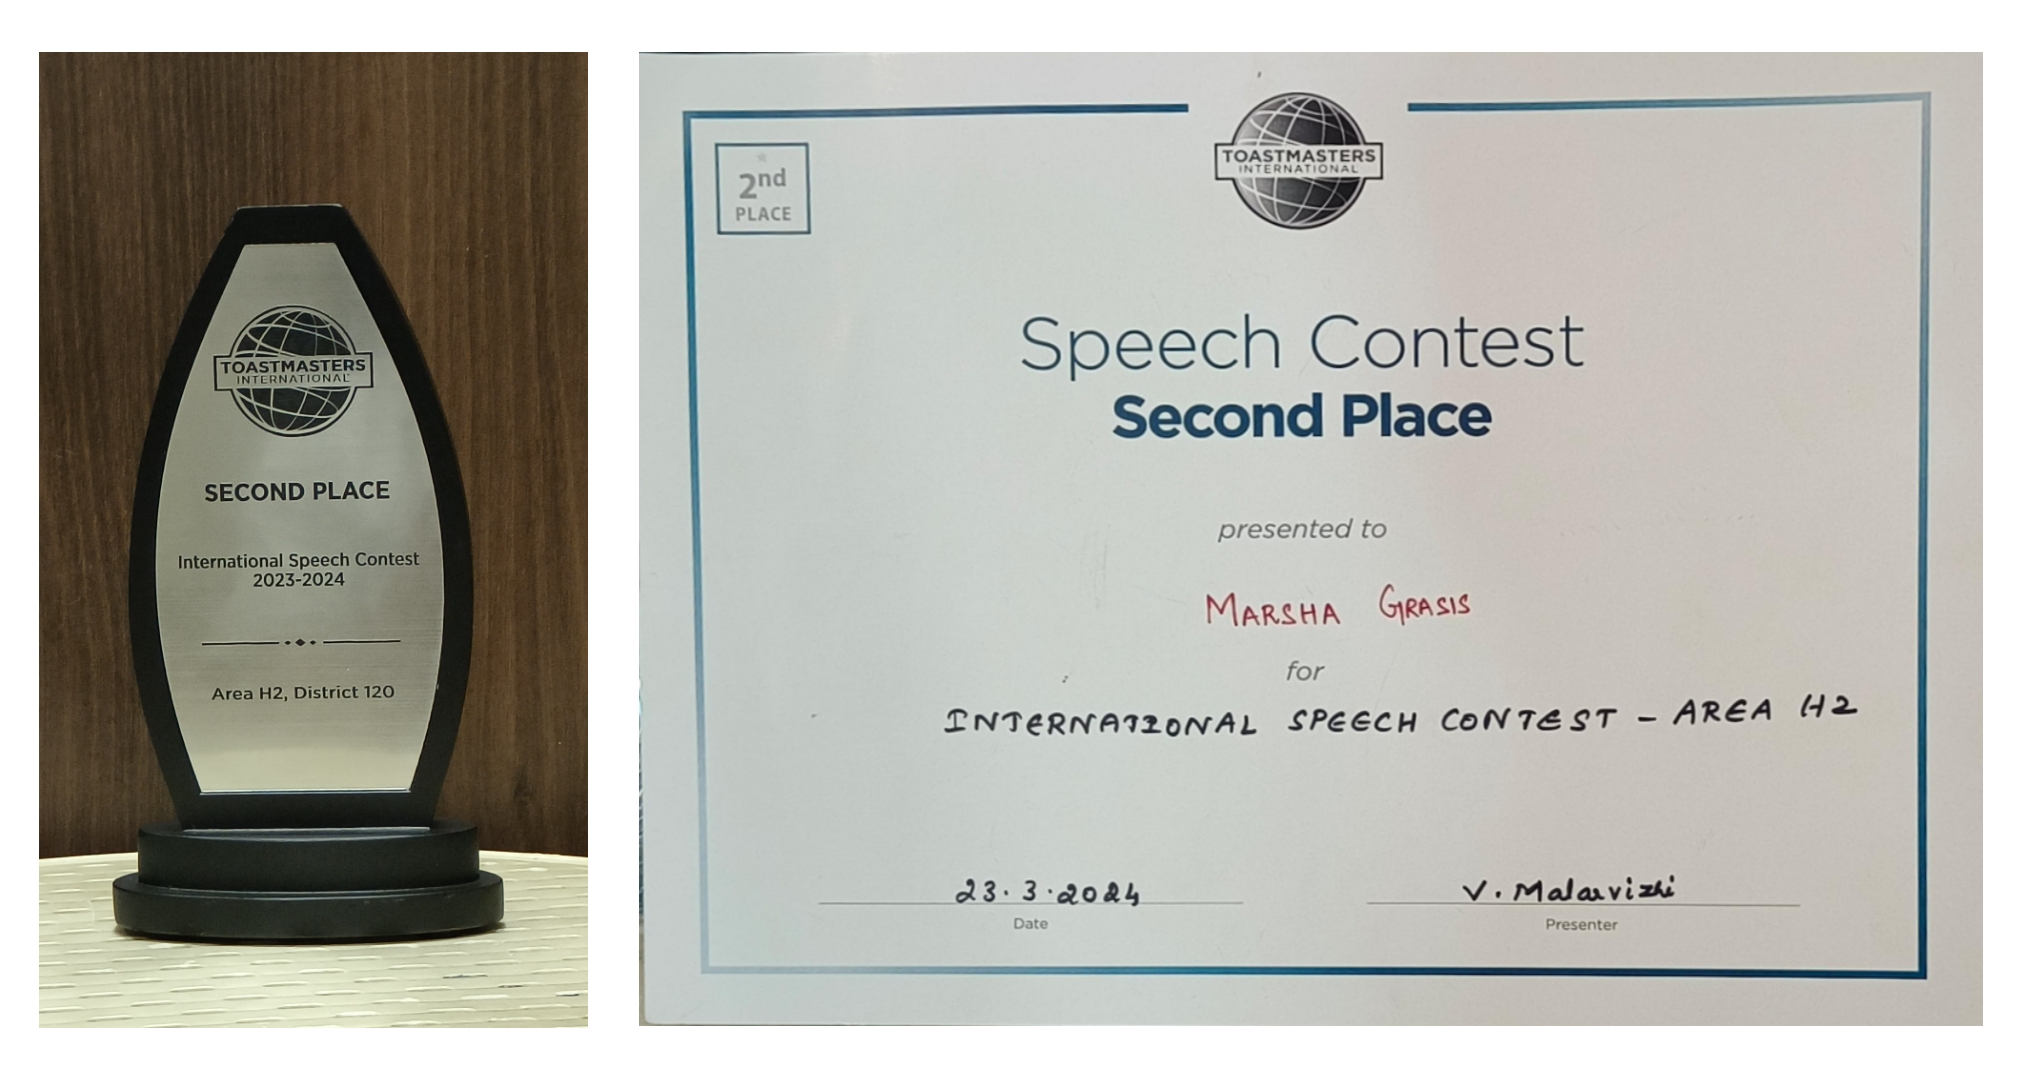 TOASTMASTERS
INTERNATIONAL
SECOND PLACE
International Speech Contest
2023-2024
Area H2, District 120
TOASTMASTERS
INTERNATIONAL
2nd
PLACE
Speech Contest
Second Place
presented to
MARSHA GRASIS
for
INTERNATIONAL SPEECH CONTEST - AREA H2
23.3.2024
V. Malarvizhi
Date
Presenter